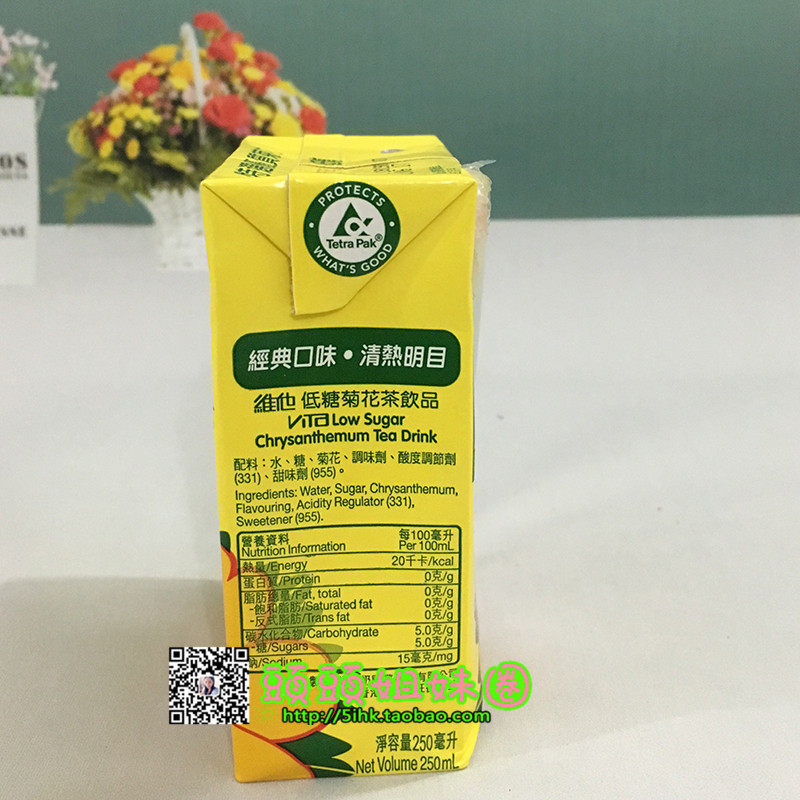 PROTECTS
Tetra Pak®
WHAT'S GOOD
經典口味•清熱明目
維他 低糖菊花茶飲品
ViTa Low Sugar
Chrysanthemum Tea Drink
配料：水、糖、菊花、調味劑、酸度調節劑
(331)、甜味劑(955)。
Ingredients: Water, Sugar, Chrysanthemum,
Flavouring, Acidity Regulator (331),
Sweetener (955).
營養資料 每100毫升
Nutrition Information Per 100mL
熱量/Energy 20千卡/kcal
蛋白質/Protein 0克/g
脂肪總量/Fat, total 0克/g
-飽和脂肪/Saturated fat 0克/g
-反式脂肪/Trans fat 0克/g
碳水化合物/Carbohydrate 5.0克/g
-糖/Sugars 5.0克/g
鈉/Sodium 15毫克/mg
頭頭姐妹圈
http://5ihk.taobao.com
淨容量250毫升
Net Volume 250mL